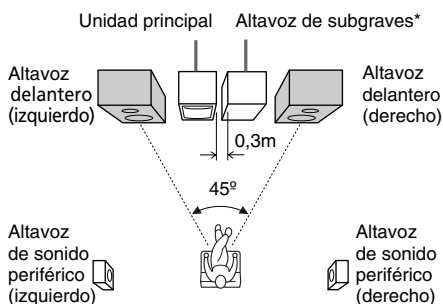 Unidad principal
Altavoz de subgraves*
Altavoz
delantero
(izquierdo)
Altavoz
delantero
(derecho)
0,3m
45º
Altavoz
de sonido
periférico
(izquierdo)
Altavoz
de sonido
periférico
(derecho)